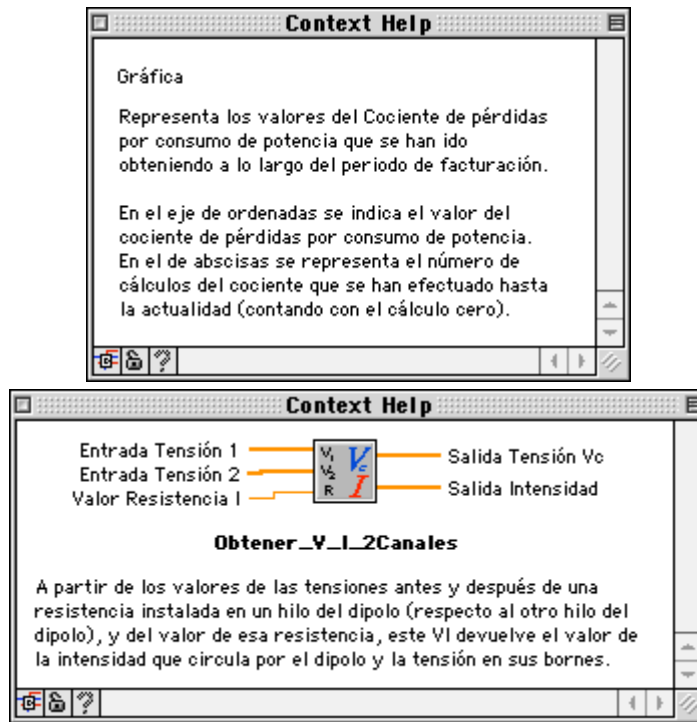 Context Help
Gráfica
Representa los valores del Cociente de pérdidas
por consumo de potencia que se han ido
obteniendo a lo largo del periodo de facturación.
En el eje de ordenadas se indica el valor del
cociente de pérdidas por consumo de potencia.
En el de abscisas se representa el número de
cálculos del cociente que se han efectuado hasta
la actualidad (contando con el cálculo cero).
?
Context Help
Entrada Tensión 1
Entrada Tensión 2
Valor Resistencia I
V1
V2
R
Vc
I
Salida Tensión Vc
Salida Intensidad
Obtener_V_I_2Canales
A partir de los valores de las tensiones antes y después de una
resistencia instalada en un hilo del dipolo (respecto al otro hilo del
dipolo), y del valor de esa resistencia, este VI devuelve el valor de
la intensidad que circula por el dipolo y la tensión en sus bornes.
?